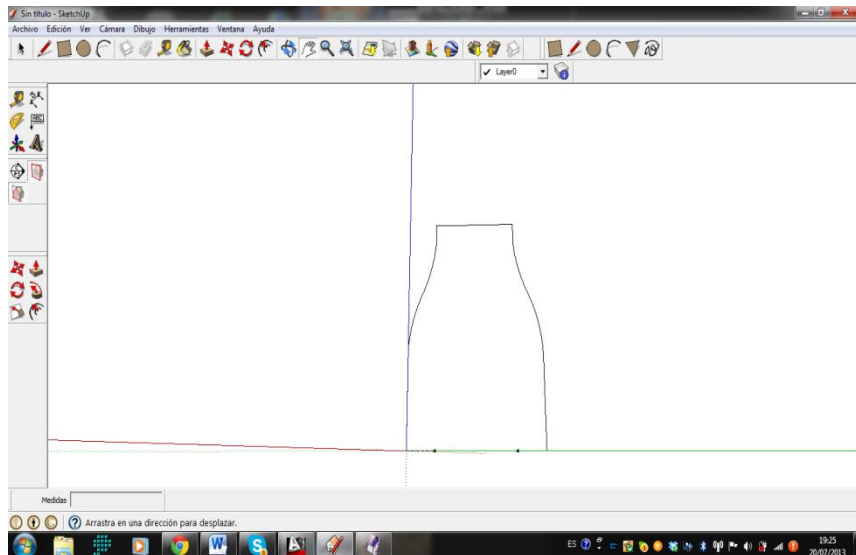 Sin título - SketchUp
Archivo Edición Ver Cámara Dibujo Herramientas Ventana Ayuda
Layer0
Medidas
Arrastra en una dirección para desplazar.
ES
19:25
20/07/2013